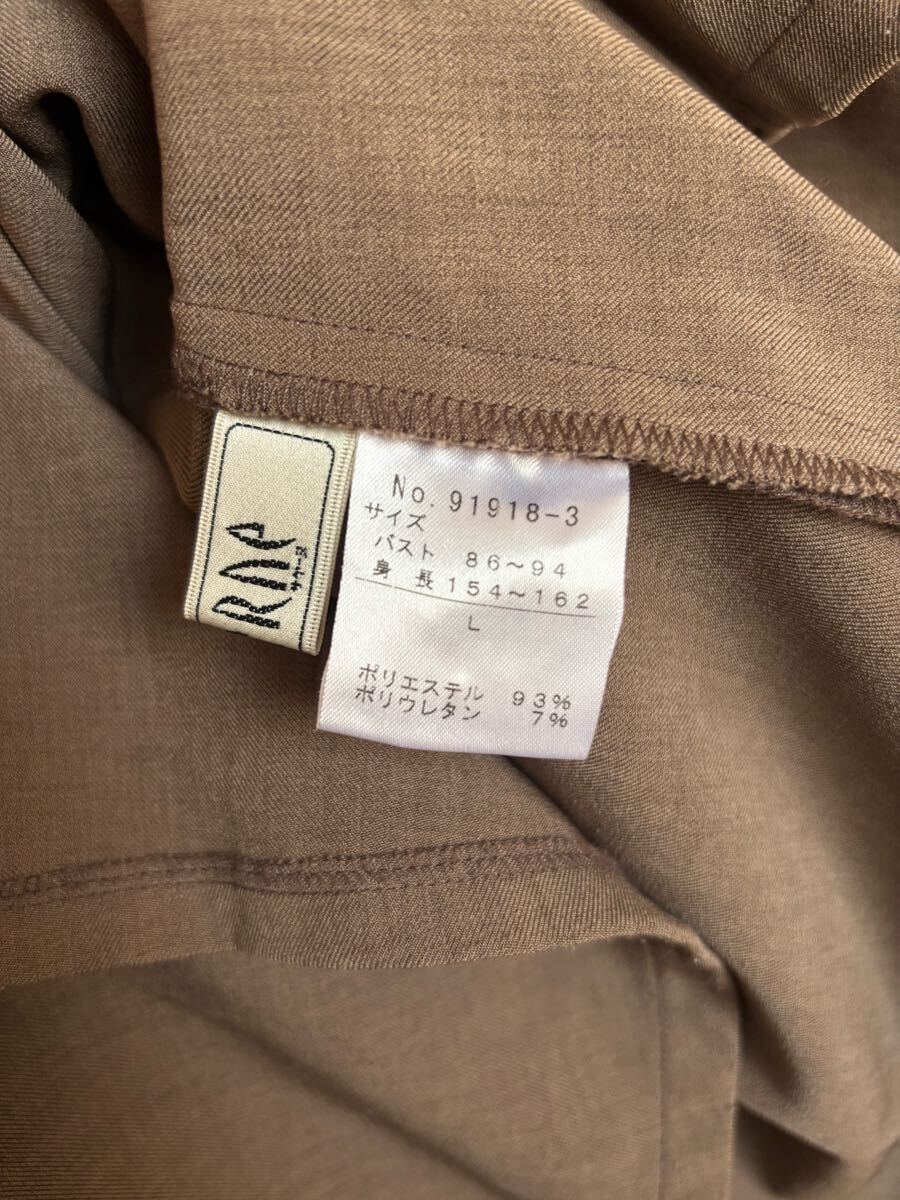 No. 91918-3
サイズ
バスト 86～94
身 長 154～162
L
ポリエステル 93%
ポリウレタン 7%